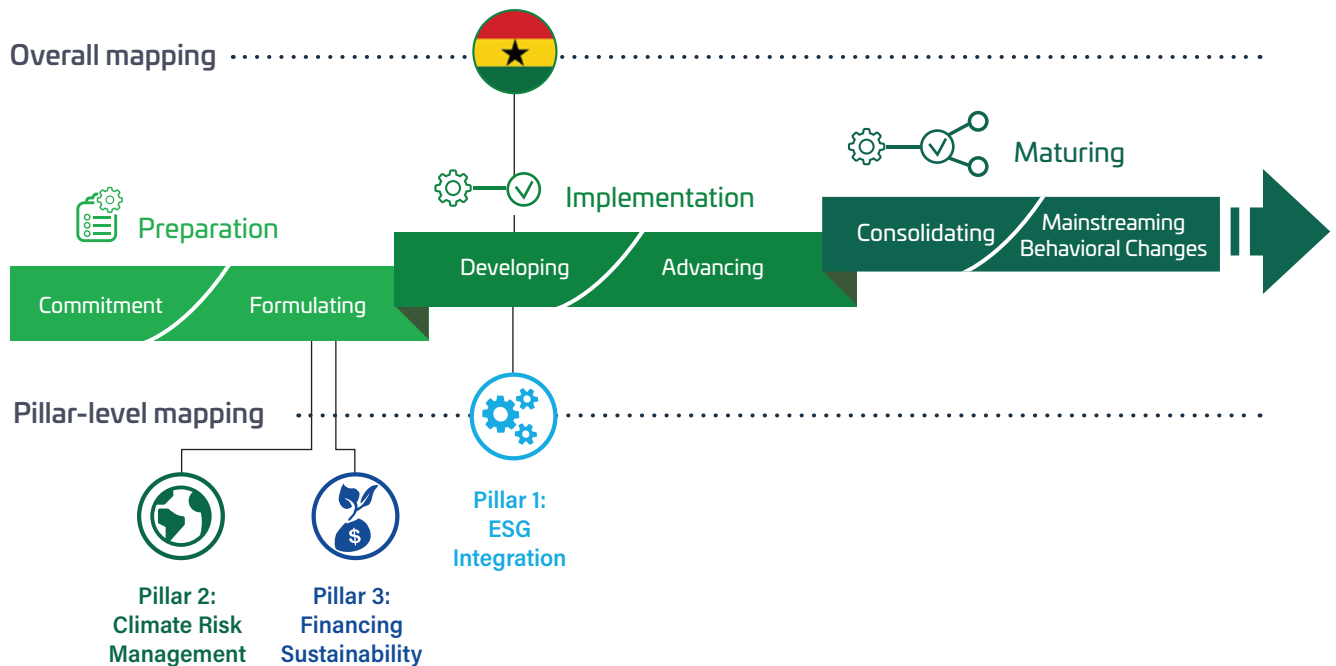 Overall mapping
Preparation
Implementation
Maturing
Commitment
Formulating
Developing
Advancing
Consolidating
Mainstreaming
Behavioral Changes
Pillar-level mapping
$
Pillar 2:
Climate Risk
Management
Pillar 3:
Financing
Sustainability
Pillar 1:
ESG
Integration